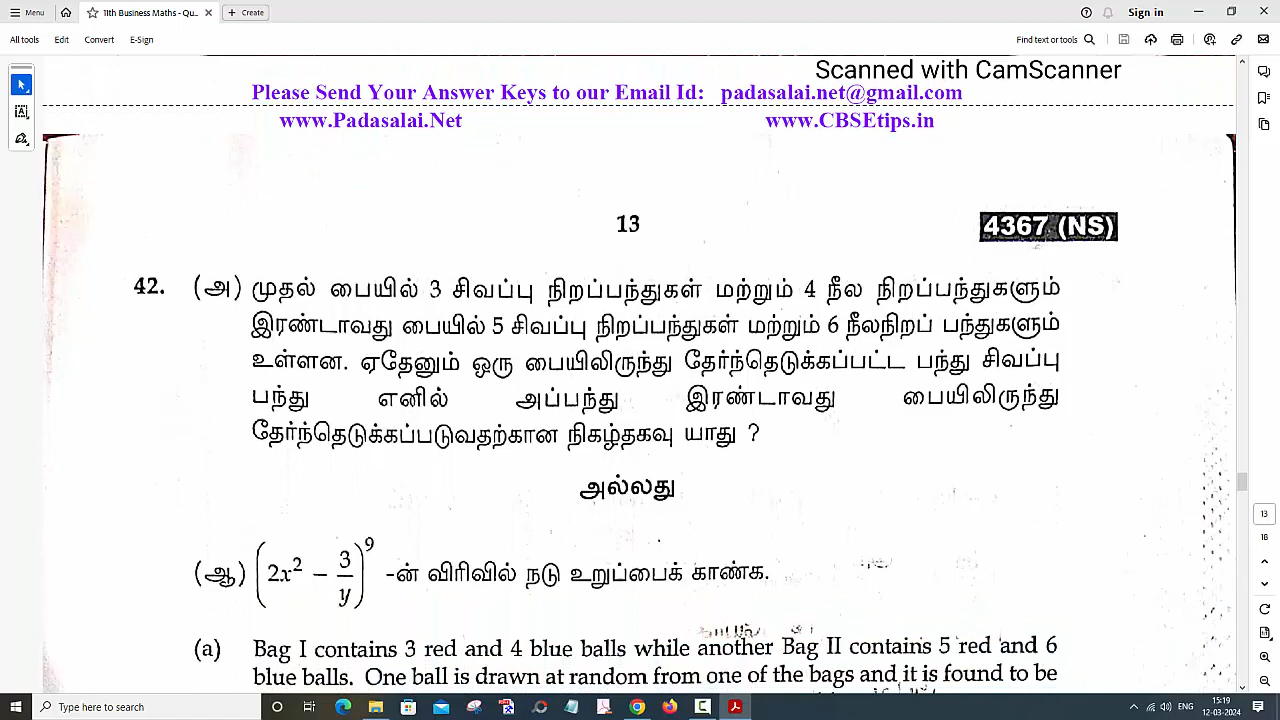 Menu
11th Business Maths - Qu...
Create
Sign in
All tools Edit Convert E-Sign
Find text or tools
Scanned with CamScanner
Please Send Your Answer Keys to our Email Id: padasalai.net@gmail.com
www.Padasalai.Net www.CBSEtips.in
13 4367 (NS)
42. (அ) முதல் பையில் 3 சிவப்பு நிறப்பந்துகள் மற்றும் 4 நீல நிறப்பந்துகளும்
இரண்டாவது பையில் 5 சிவப்பு நிறப்பந்துகள் மற்றும் 6 நீலநிறப் பந்துகளும்
உள்ளன. ஏதேனும் ஒரு பையிலிருந்து தேர்ந்தெடுக்கப்பட்ட பந்து சிவப்பு
பந்து எனில் அப்பந்து இரண்டாவது பையிலிருந்து
தேர்ந்தெடுக்கப்படுவதற்கான நிகழ்தகவு யாது ?
அல்லது
(ஆ) (2x² − 3/y)⁹ -ன் விரிவில் நடு உறுப்பைக் காண்க.
(a) Bag I contains 3 red and 4 blue balls while another Bag II contains 5 red and 6
blue balls. One ball is drawn at random from one of the bags and it is found to be
13
18
Type here to search
ENG
15:19
12-03-2024